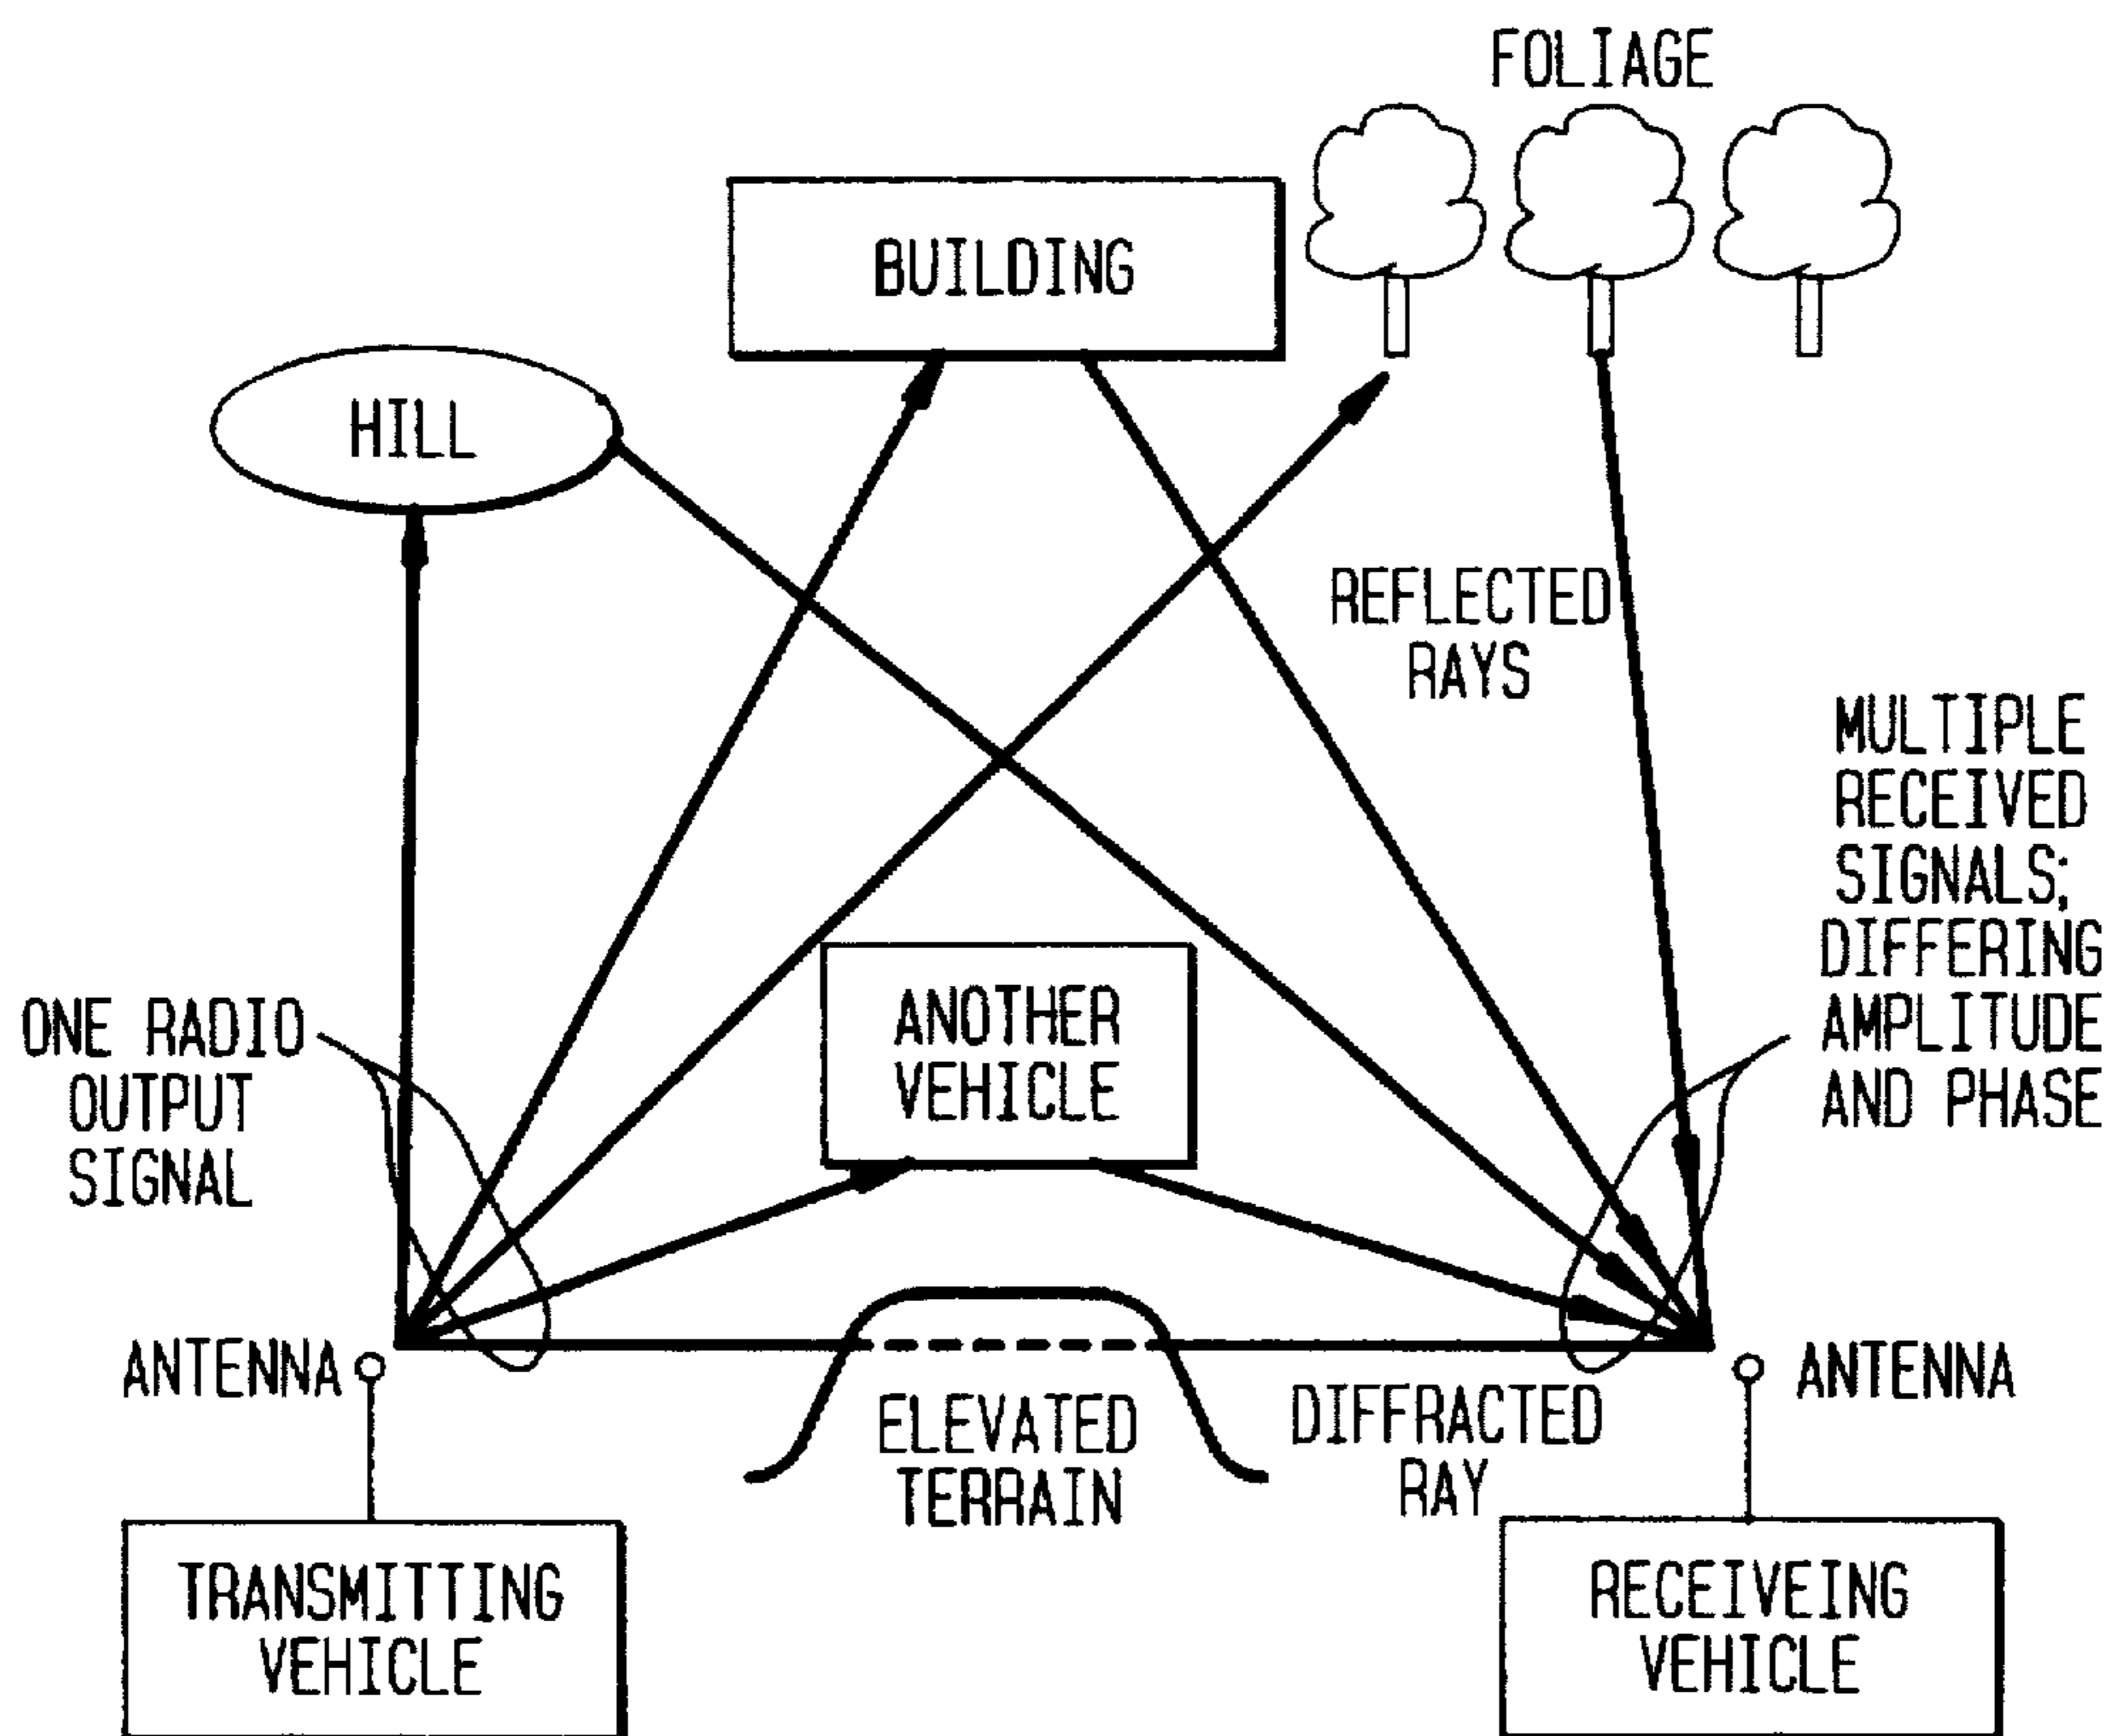 FOLIAGE
BUILDING
HILL
REFLECTED
RAYS
MULTIPLE
RECEIVED
SIGNALS;
DIFFERING
AMPLITUDE
AND PHASE
ONE RADIO
OUTPUT
SIGNAL
ANOTHER
VEHICLE
ANTENNA
ANTENNA
ELEVATED
TERRAIN
DIFFRACTED
RAY
TRANSMITTING
VEHICLE
RECEIVEING
VEHICLE